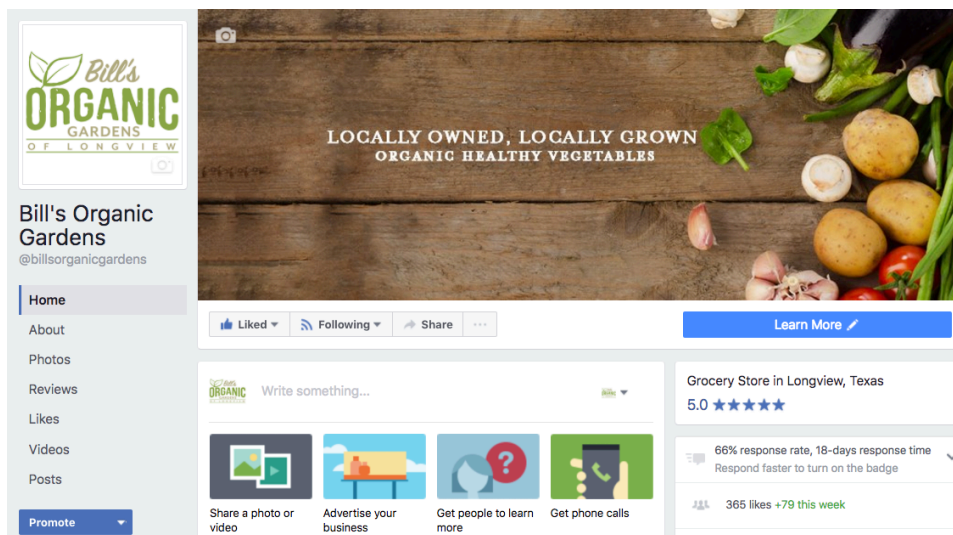 Bill's
ORGANIC
GARDENS
OF LONGVIEW
Bill's Organic
Gardens
@billsorganicgardens
Home
About
Photos
Reviews
Likes
Videos
Posts
Promote
LOCALLY OWNED, LOCALLY GROWN
ORGANIC HEALTHY VEGETABLES
Liked
Following
Share
Learn More
Bill's
ORGANIC
Write something...
Share a photo or
video
Advertise your
business
Get people to learn
more
Get phone calls
Grocery Store in Longview, Texas
5.0
66% response rate, 18-days response time
Respond faster to turn on the badge
365 likes +79 this week